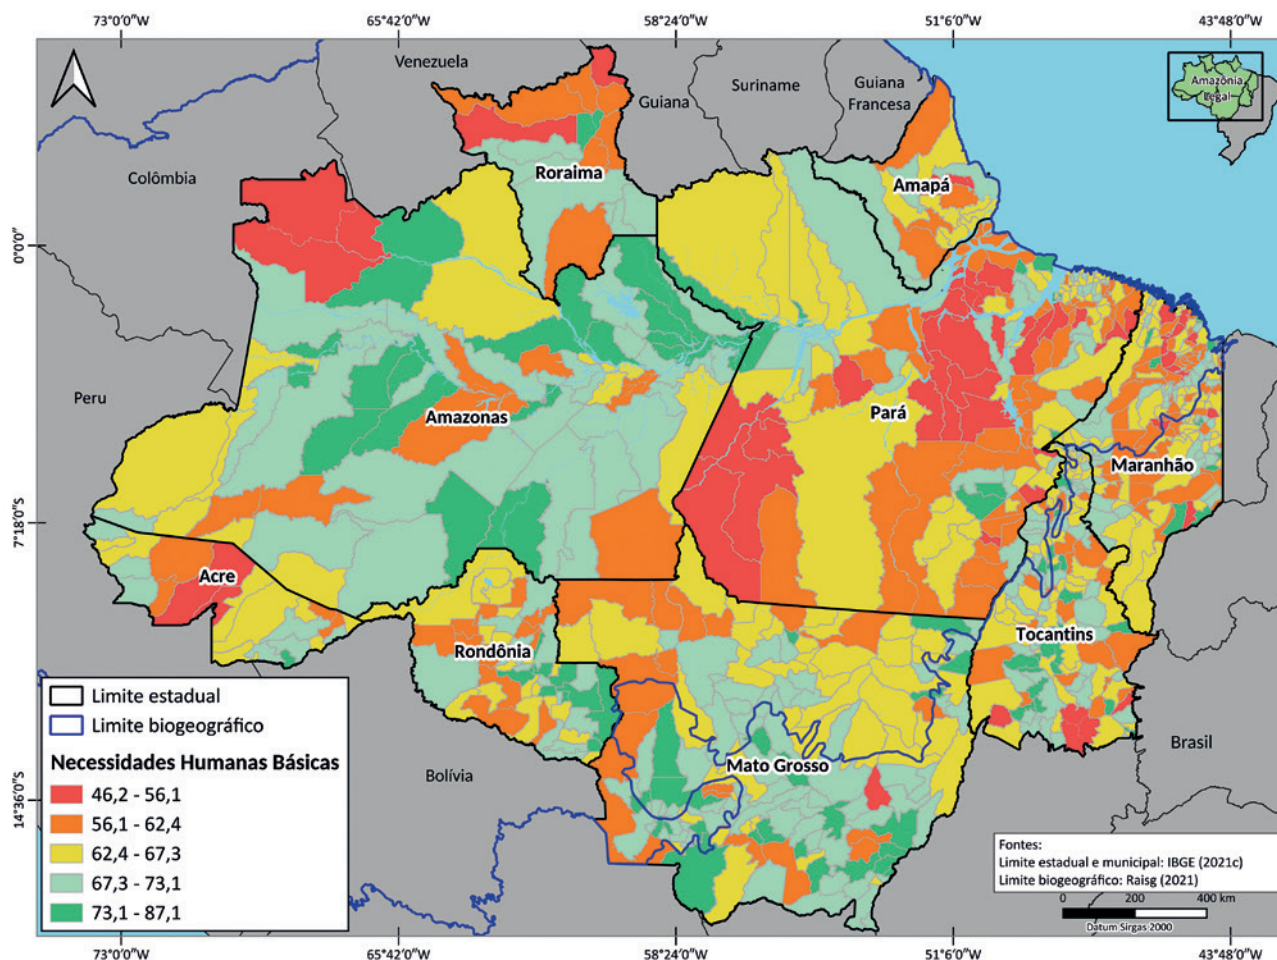 73°0'0"W
65°42'0"W
58°24'0"W
51°6'0"W
43°48'0"W
Venezuela
Suriname
Guiana
Francesa
Guiana
Amazônia
Legal
Colômbia
Roraima
Amapá
0°0'0"
Peru
Amazonas
Pará
Maranhão
7°18'0"S
Acre
Tocantins
Rondônia
Limite estadual
Limite biogeográfico
Necessidades Humanas Básicas
46,2 - 56,1
56,1 - 62,4
62,4 - 67,3
67,3 - 73,1
73,1 - 87,1
Bolívia
Mato Grosso
Brasil
14°36'0"S
Fontes:
Limite estadual e municipal: IBGE (2021c)
Limite biogeográfico: Raisg (2021)
0 200 400 km
Datum Sirgas 2000
73°0'0"W
65°42'0"W
58°24'0"W
51°6'0"W
43°48'0"W